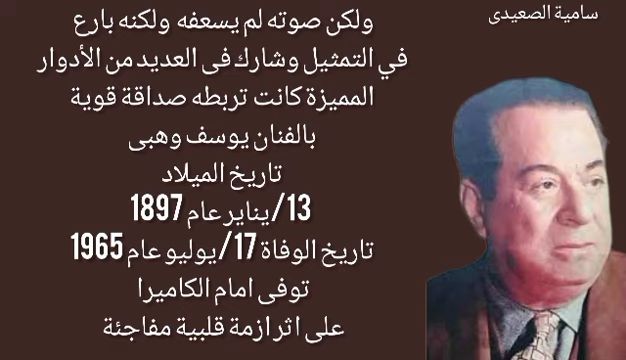 سامية الصعيدى
ولكن صوته لم يسعفه ولكنه بارع
في التمثيل وشارك فى العديد من الأدوار
المميزة كانت تربطه صداقة قوية
بالفنان يوسف وهبى
تاريخ الميلاد
13/يناير عام 1897
تاريخ الوفاة 17/يوليو عام 1965
توفى امام الكاميرا
على اثر ازمة قلبية مفاجئة